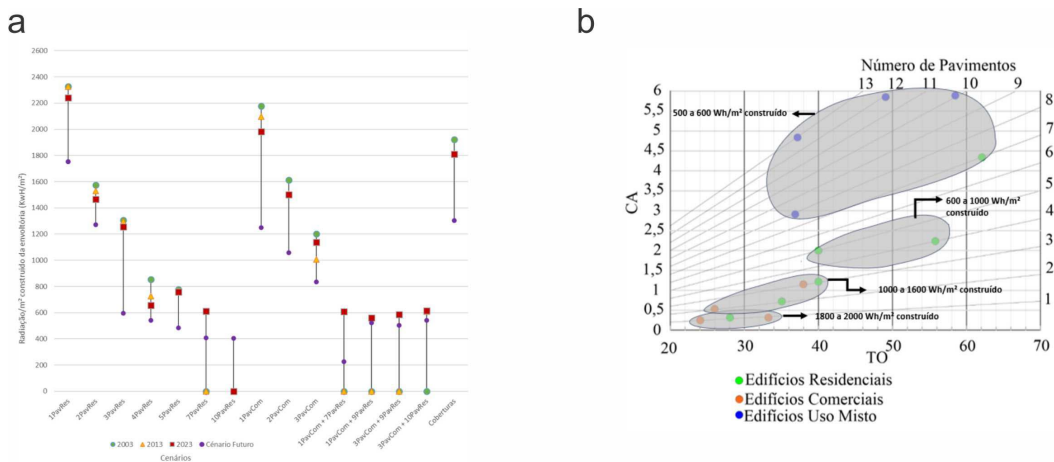 a
2600
2400
2200
2000
1800
1600
1400
1200
1000
800
600
400
200
0
Radiação/m² construído da envoltória (KwH/m²)
1PavRes
2PavRes
3PavRes
4PavRes
5PavRes
7PavRes
10PavRes
1PavCom
2PavCom
3PavCom
1PavCom + 7PavRes
1PavCom + 9PavRes
3PavCom + 9PavRes
3PavCom + 10PavRes
Coberturas
2003 2013 2023 Cénario Futuro
Cenários
b
Número de Pavimentos
13 12 11 10 9
8
7
6
5
4
3
2
1
6
5,5
5
4,5
4
3,5
3
2,5
2
1,5
1
0,5
0
CA
500 a 600 Wh/m² construído
600 a 1000 Wh/m²
construído
1000 a 1600 Wh/m² construído
1800 a 2000 Wh/m² construído
20 30 40 50 60 70
TO
Edifícios Residenciais
Edifícios Comerciais
Edifícios Uso Misto